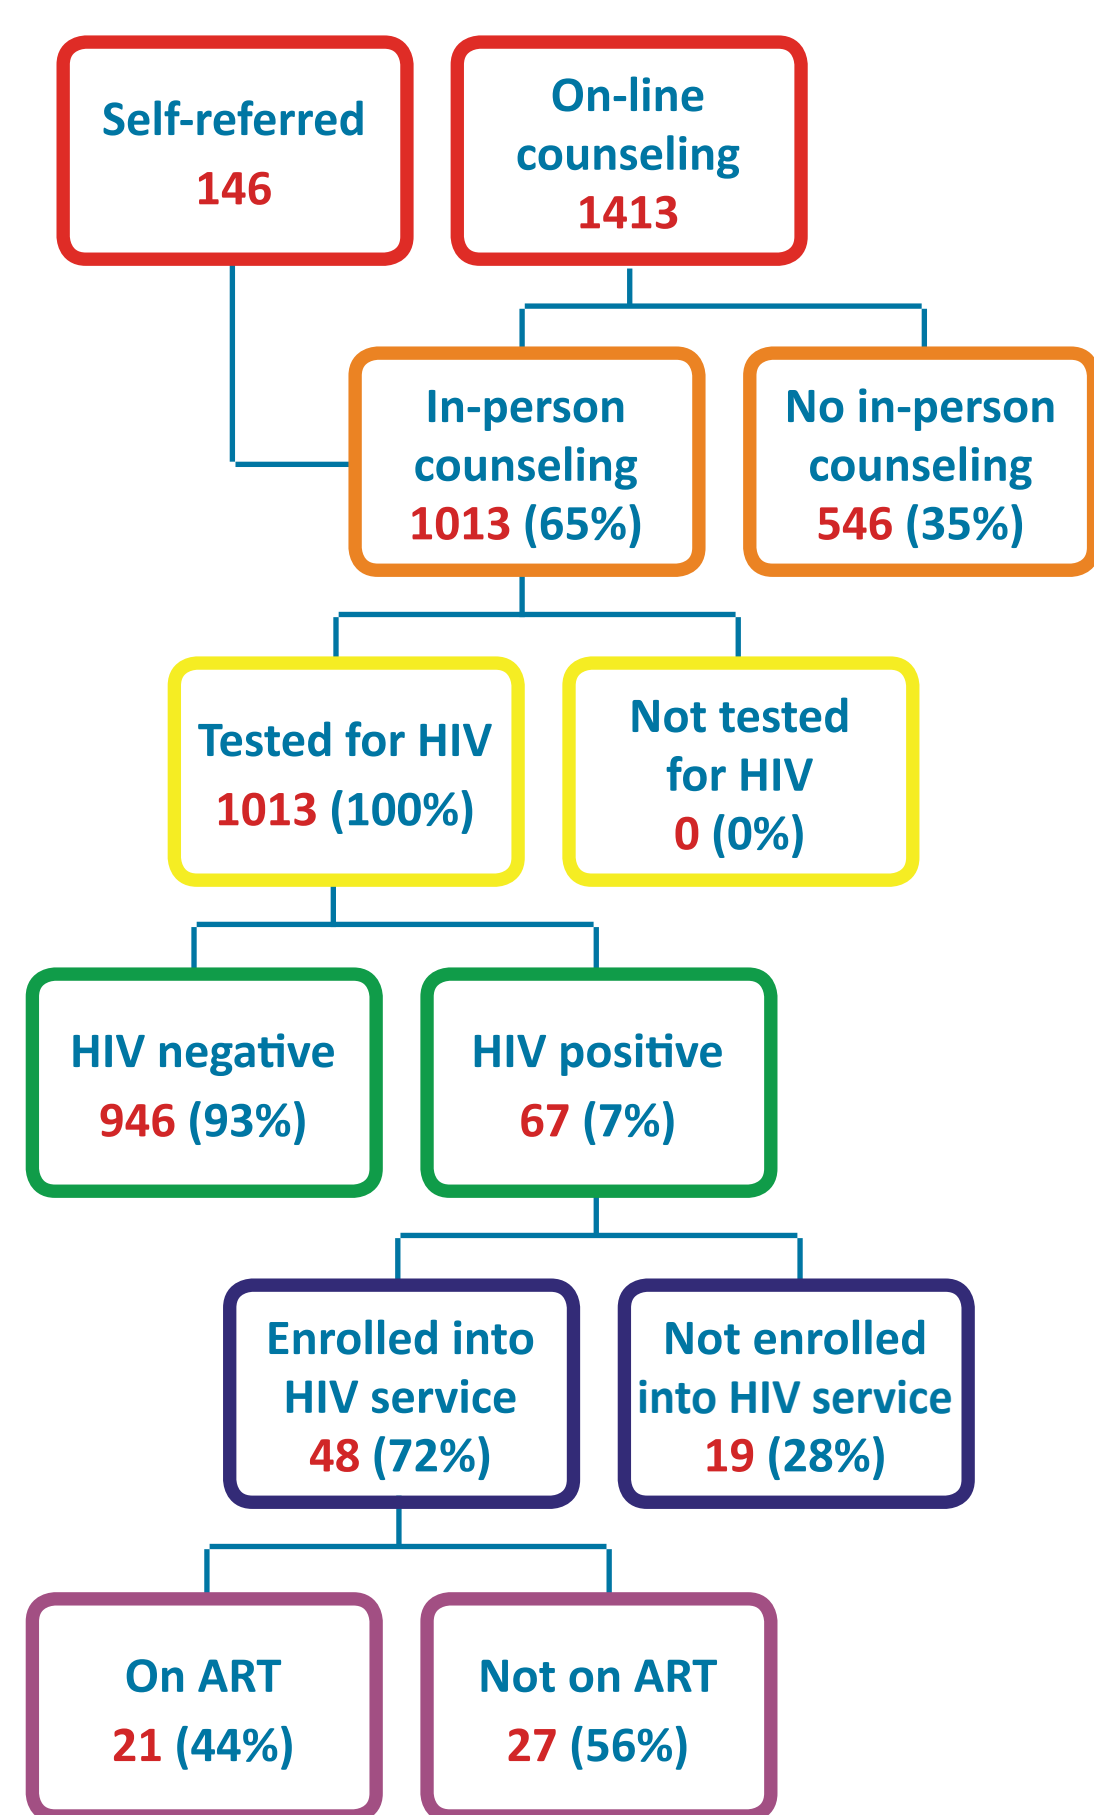 Self-referred
146
On-line
counseling
1413
In-person
counseling
1013 (65%)
No in-person
counseling
546 (35%)
Tested for HIV
1013 (100%)
Not tested
for HIV
0 (0%)
HIV negative
946 (93%)
HIV positive
67 (7%)
Enrolled into
HIV service
48 (72%)
Not enrolled
into HIV service
19 (28%)
On ART
21 (44%)
Not on ART
27 (56%)